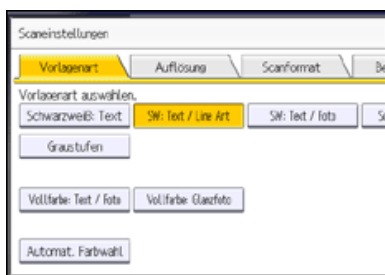 Scaneinstellungen
Vorlagenart Auflösung Scanformat Be
Vorlagenart auswählen.
Schwarzweiß: Text SW: Text / Line Art SW: Text / Foto
Graustufen
Vollfarbe: Text / Foto Vollfarbe: Glanzfoto
Automat. Farbwahl